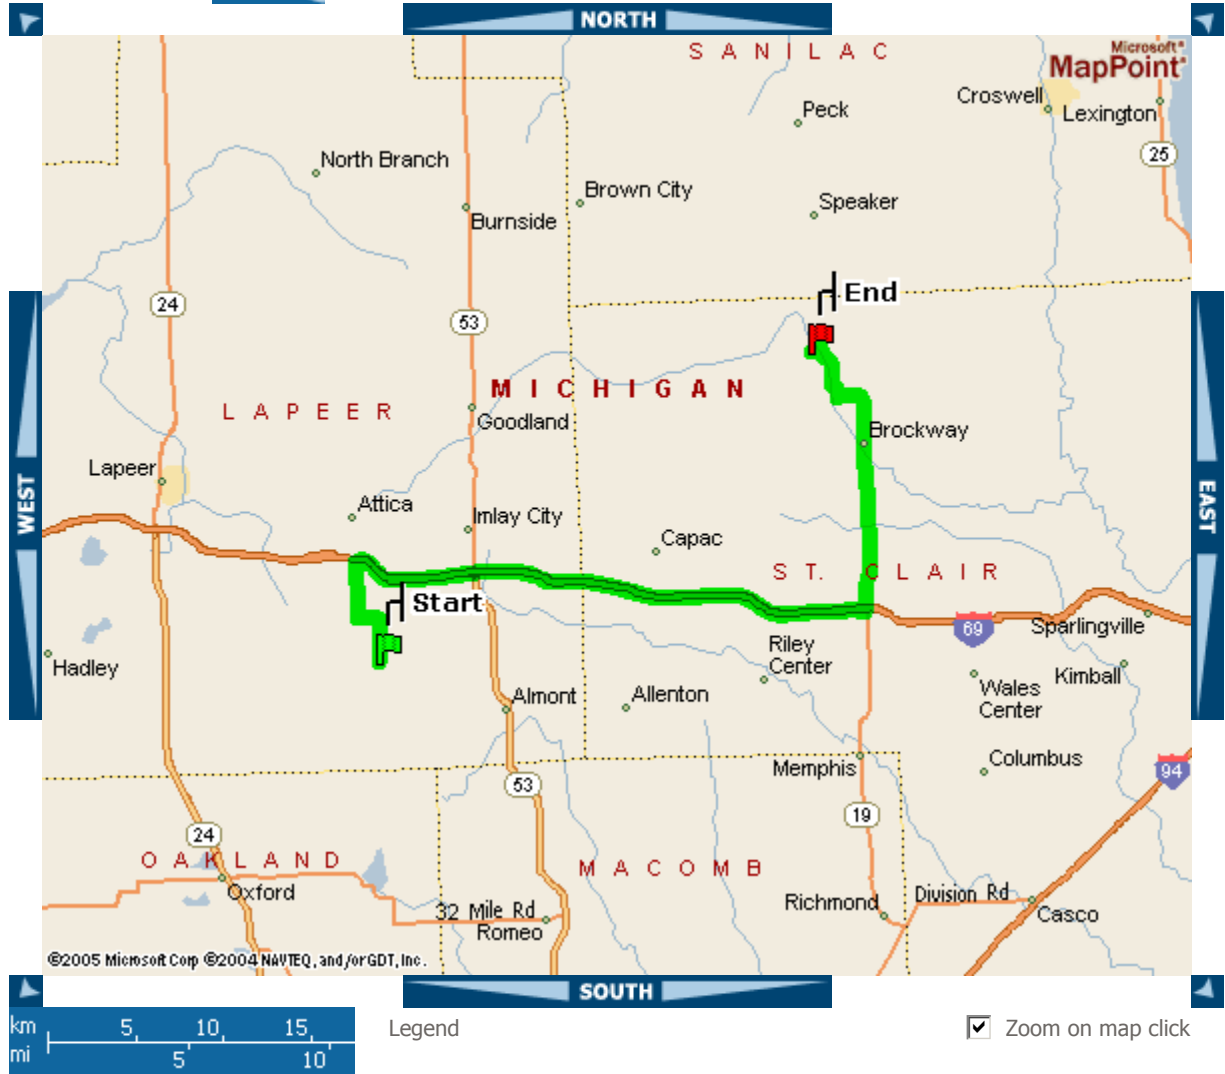 NORTH
SANILAC
Microsoft®
MapPoint®
Croswell
Lexington
Peck
25
North Branch
Brown City
Speaker
Burnside
24
End
53
MICHIGAN
LAPEER
Goodland
Brockway
Lapeer
WEST
EAST
Attica
Imlay City
Capac
ST. CLAIR
Start
69
Sparlingville
Riley
Center
Hadley
Kimball
Wales
Center
Almont
Allenton
Memphis
Columbus
94
53
19
24
OAKLAND
MACOMB
Oxford
32 Mile Rd
Romeo
Richmond
Division Rd
Casco
©2005 Microsoft Corp ©2004 NAVTEQ, and/or GDT, Inc.
SOUTH
km 5 10 15
mi 5 10
Legend
Zoom on map click